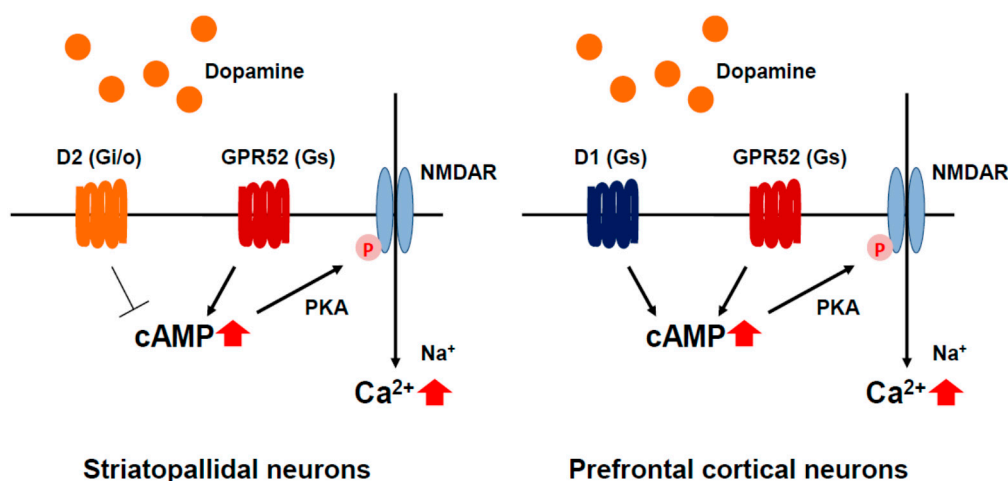 Dopamine
D2 (Gi/o)
GPR52 (Gs)
NMDAR
P
PKA
cAMP
Na⁺
Ca²⁺
Striatopallidal neurons
Dopamine
D1 (Gs)
GPR52 (Gs)
NMDAR
P
PKA
cAMP
Na⁺
Ca²⁺
Prefrontal cortical neurons